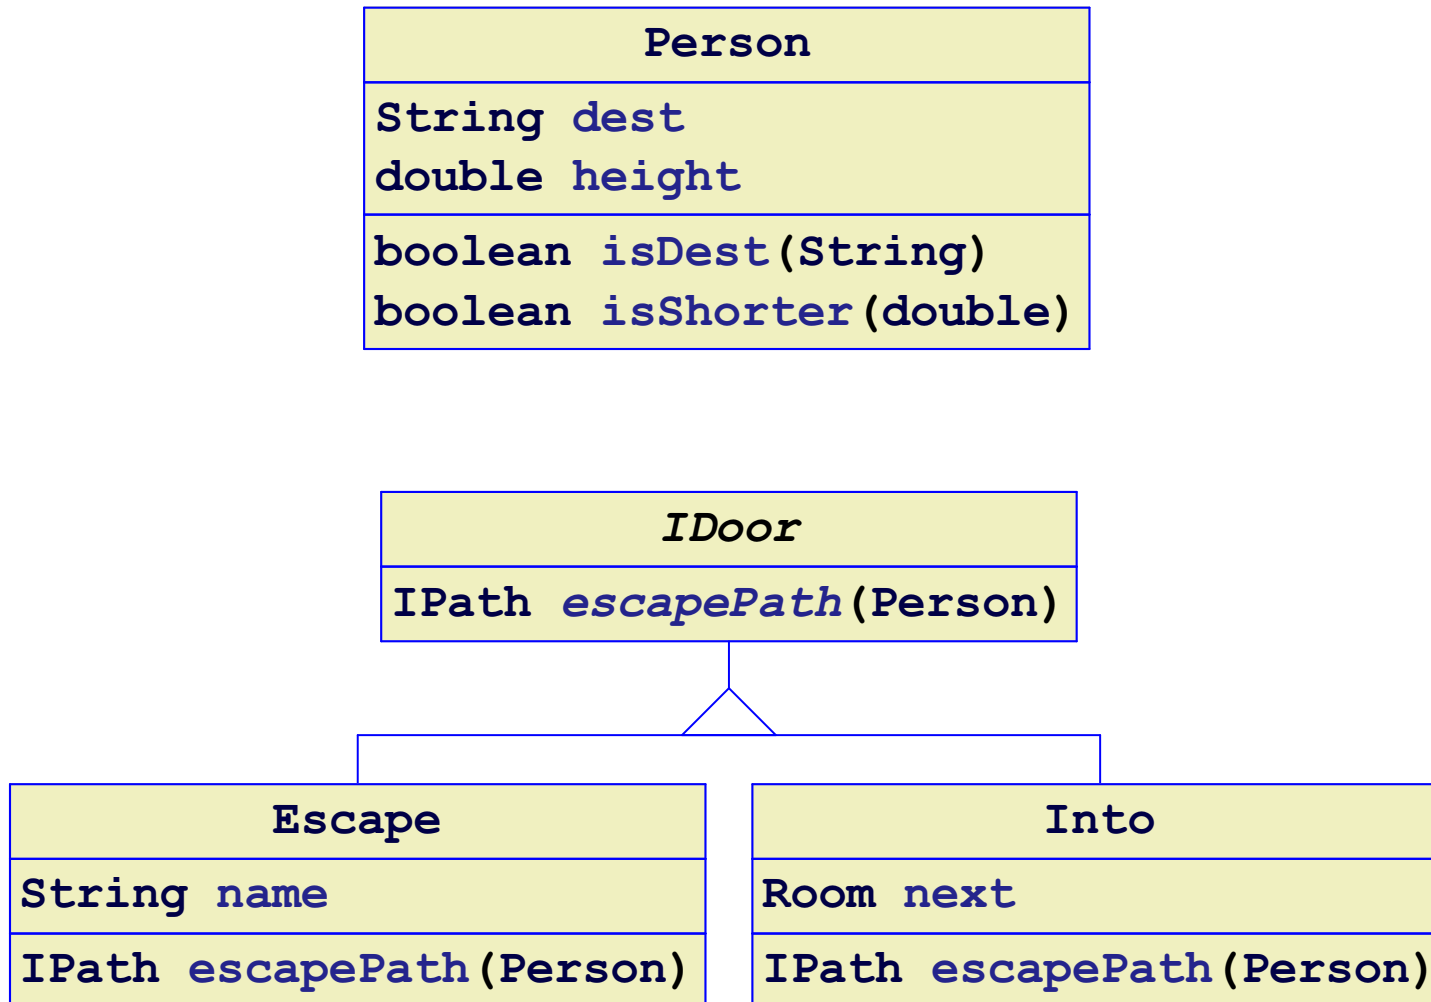 Person
String dest
double height
boolean isDest(String)
boolean isShorter(double)
IDoor
IPath escapePath(Person)
Escape
String name
IPath escapePath(Person)
Into
Room next
IPath escapePath(Person)